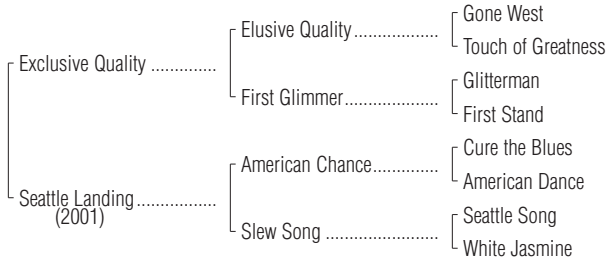 Gone West
Elusive Quality..................
Touch of Greatness
Exclusive Quality ..............
Glitterman
First Glimmer....................
First Stand
Cure the Blues
American Chance..............
American Dance
Seattle Landing.................
(2001)
Seattle Song
Slew Song ........................
White Jasmine